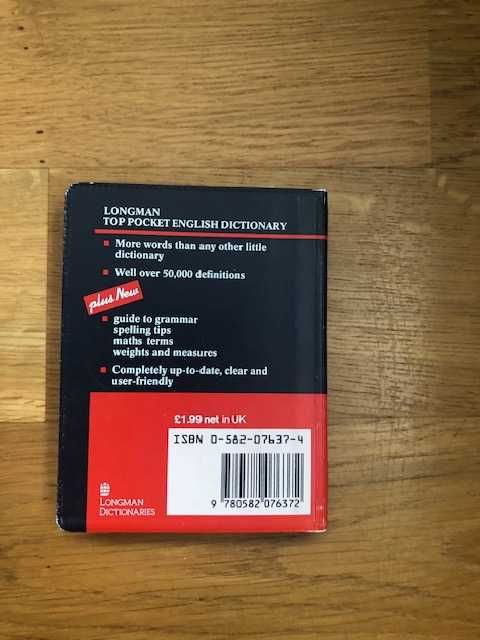 LONGMAN
TOP POCKET ENGLISH DICTIONARY
More words than any other little
dictionary
Well over 50,000 definitions
plus New
guide to grammar
spelling tips
maths terms
weights and measures
Completely up-to-date, clear and
user-friendly
£1.99 net in UK
ISBN 0-582-07637-4
9 780582 076372
LONGMAN
DICTIONARIES